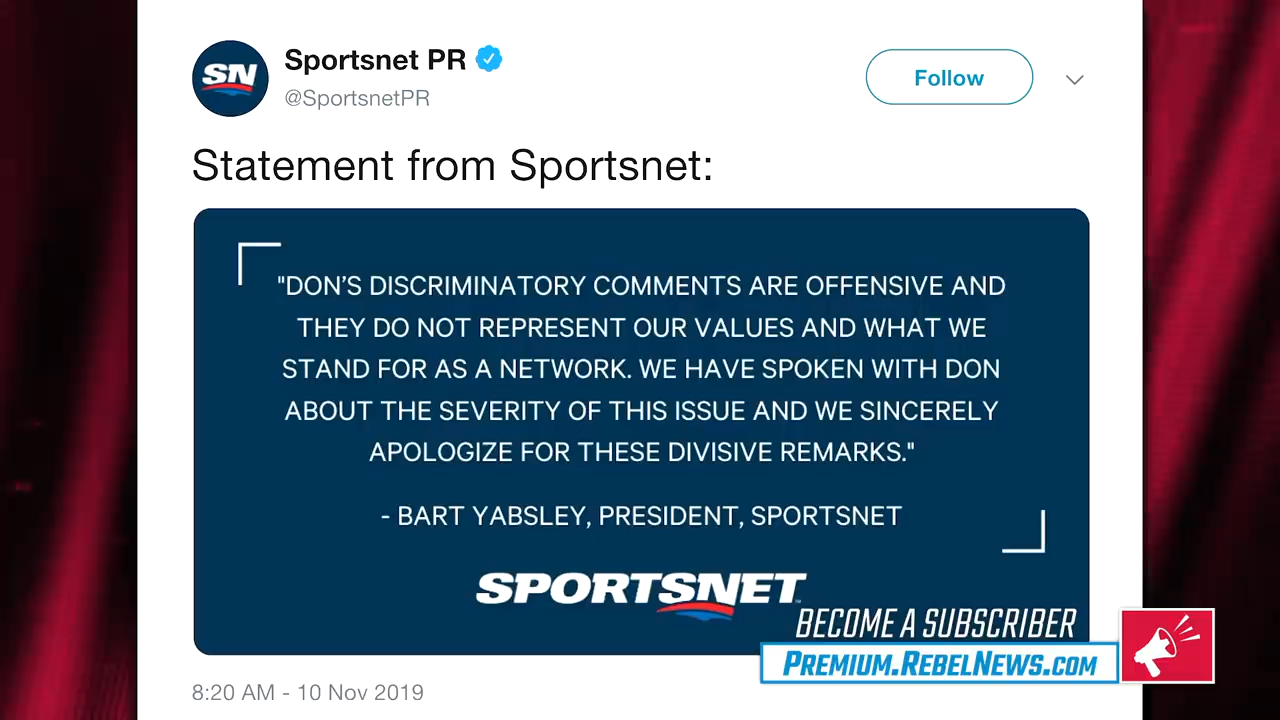 SN
Sportsnet PR
@SportsnetPR
Follow
Statement from Sportsnet:
"DON'S DISCRIMINATORY COMMENTS ARE OFFENSIVE AND
THEY DO NOT REPRESENT OUR VALUES AND WHAT WE
STAND FOR AS A NETWORK. WE HAVE SPOKEN WITH DON
ABOUT THE SEVERITY OF THIS ISSUE AND WE SINCERELY
APOLOGIZE FOR THESE DIVISIVE REMARKS."
- BART YABSLEY, PRESIDENT, SPORTSNET
SPORTSNET
BECOME A SUBSCRIBER
PREMIUM.REBELNEWS.COM
8:20 AM - 10 Nov 2019